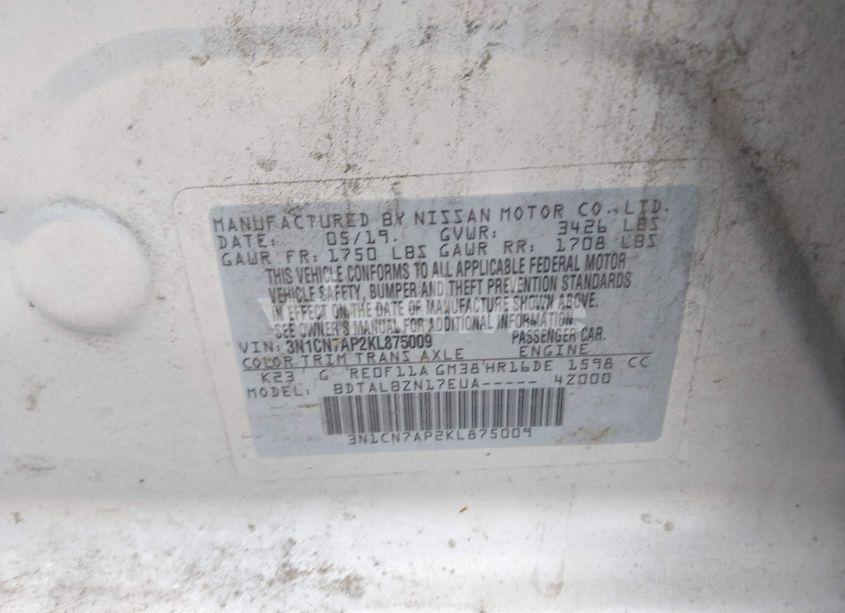 MANUFACTURED BY NISSAN MOTOR CO., LTD.
DATE: 05/19. GVWR: 3426 LBS
GAWR FR: 1750 LBS GAWR RR: 1708 LBS
THIS VEHICLE CONFORMS TO ALL APPLICABLE FEDERAL MOTOR
VEHICLE SAFETY, BUMPER AND THEFT PREVENTION STANDARDS
IN EFFECT ON THE DATE OF MANUFACTURE SHOWN ABOVE.
SEE OWNER'S MANUAL FOR ADDITIONAL INFORMATION
VIN: 3N1CN7AP2KL875009 PASSENGER CAR.
COLOR TRIM TRANS AXLE ENGINE
K23 G RE0F11A GM38 HR16DE 1598 CC
MODEL: BDTALBZN17EUA----- 4Z000
3N1CN7AP2KL875009